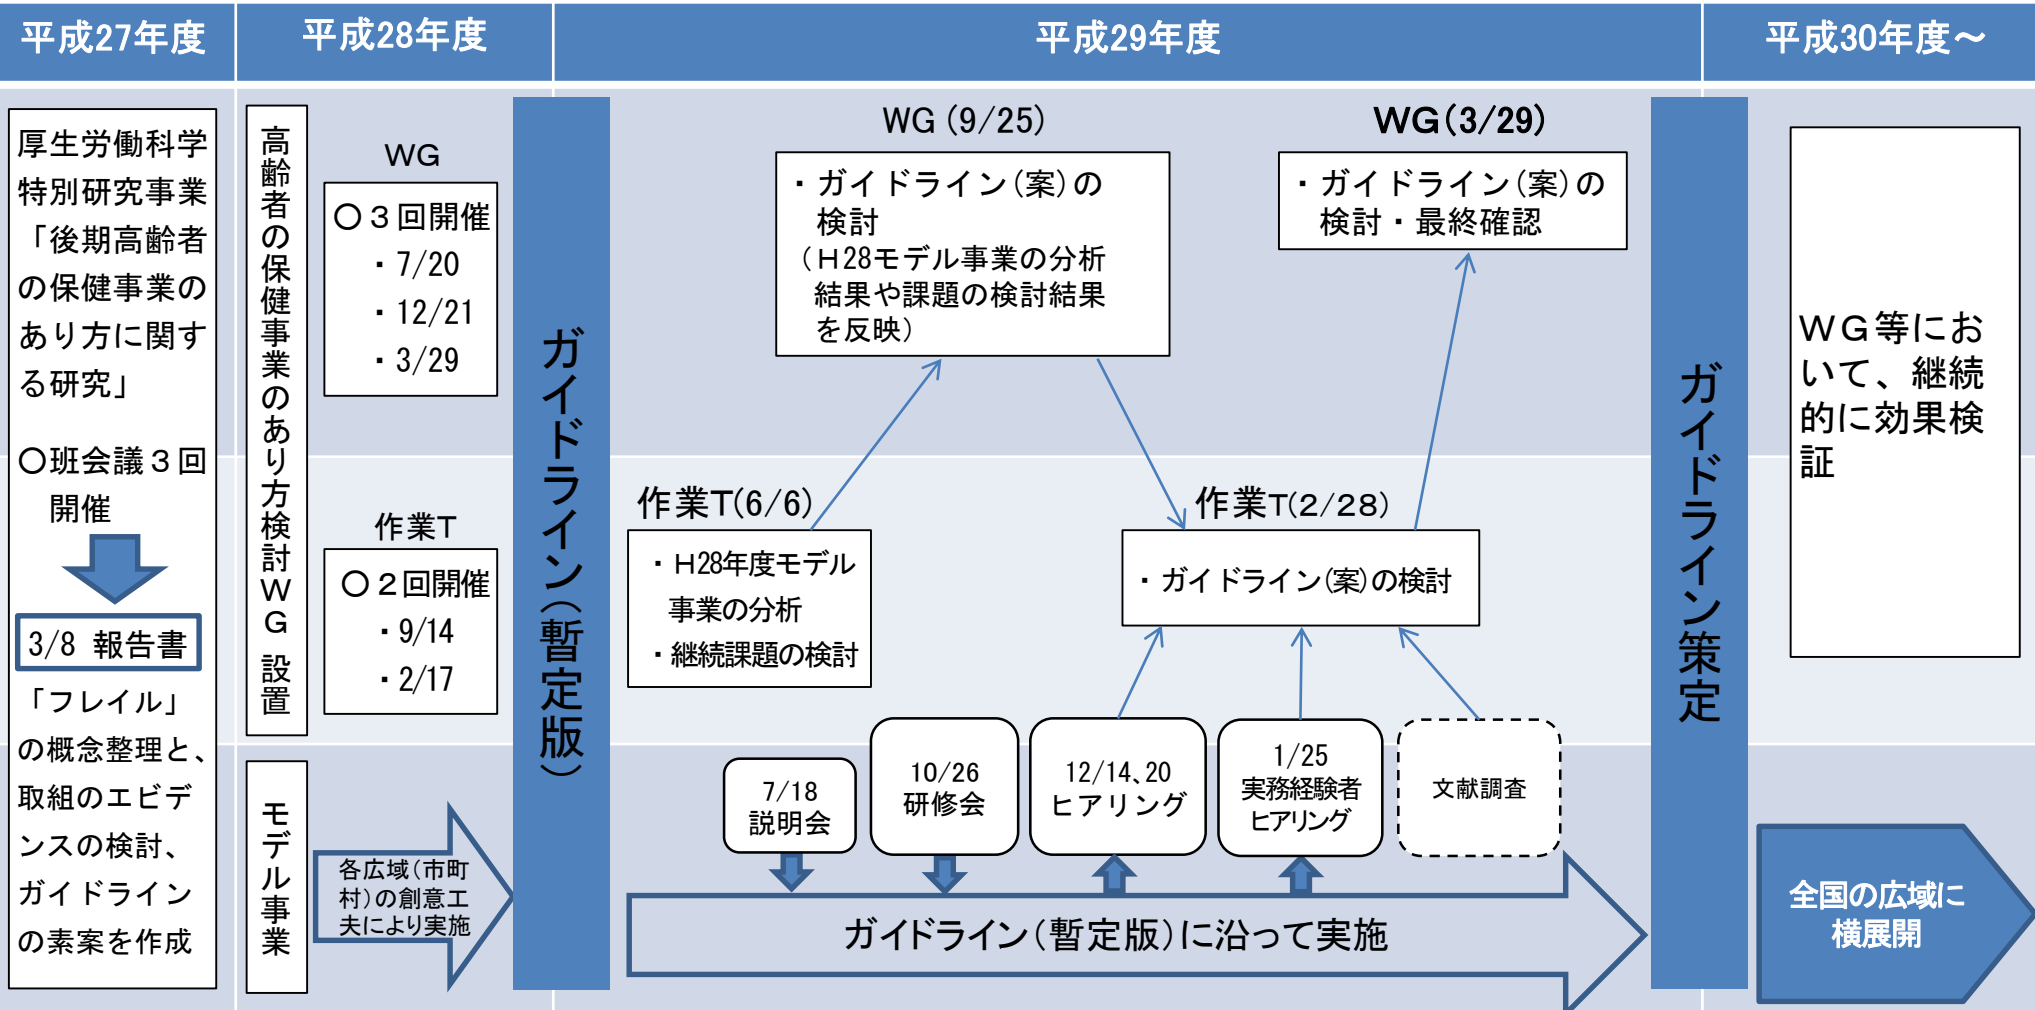 平成27年度
平成28年度
平成29年度
平成30年度～
厚生労働科学
特別研究事業
「後期高齢者
の保健事業の
あり方に関す
る研究」
〇班会議３回
開催
3/8 報告書
「フレイル」
の概念整理と、
取組のエビデ
ンスの検討、
ガイドライン
の素案を作成
高齢者の保健事業のあり方検討ＷＧ 設置
WG
〇３回開催
・7/20
・12/21
・3/29
作業T
〇２回開催
・9/14
・2/17
モデル事業
各広域（市町
村）の創意工
夫により実施
ガイドライン（暫定版）
WG（9/25）
・ガイドライン（案）の
検討
（Ｈ28モデル事業の分析
結果や課題の検討結果
を反映）
WG（3/29）
・ガイドライン（案）の
検討・最終確認
作業T(6/6)
・Ｈ28年度モデル
事業の分析
・継続課題の検討
作業T(2/28)
・ガイドライン（案）の検討
7/18
説明会
10/26
研修会
12/14、20
ヒアリング
1/25
実務経験者
ヒアリング
文献調査
ガイドライン（暫定版）に沿って実施
ガイドライン策定
ＷＧ等にお
いて、継続
的に効果検
証
全国の広域に
横展開